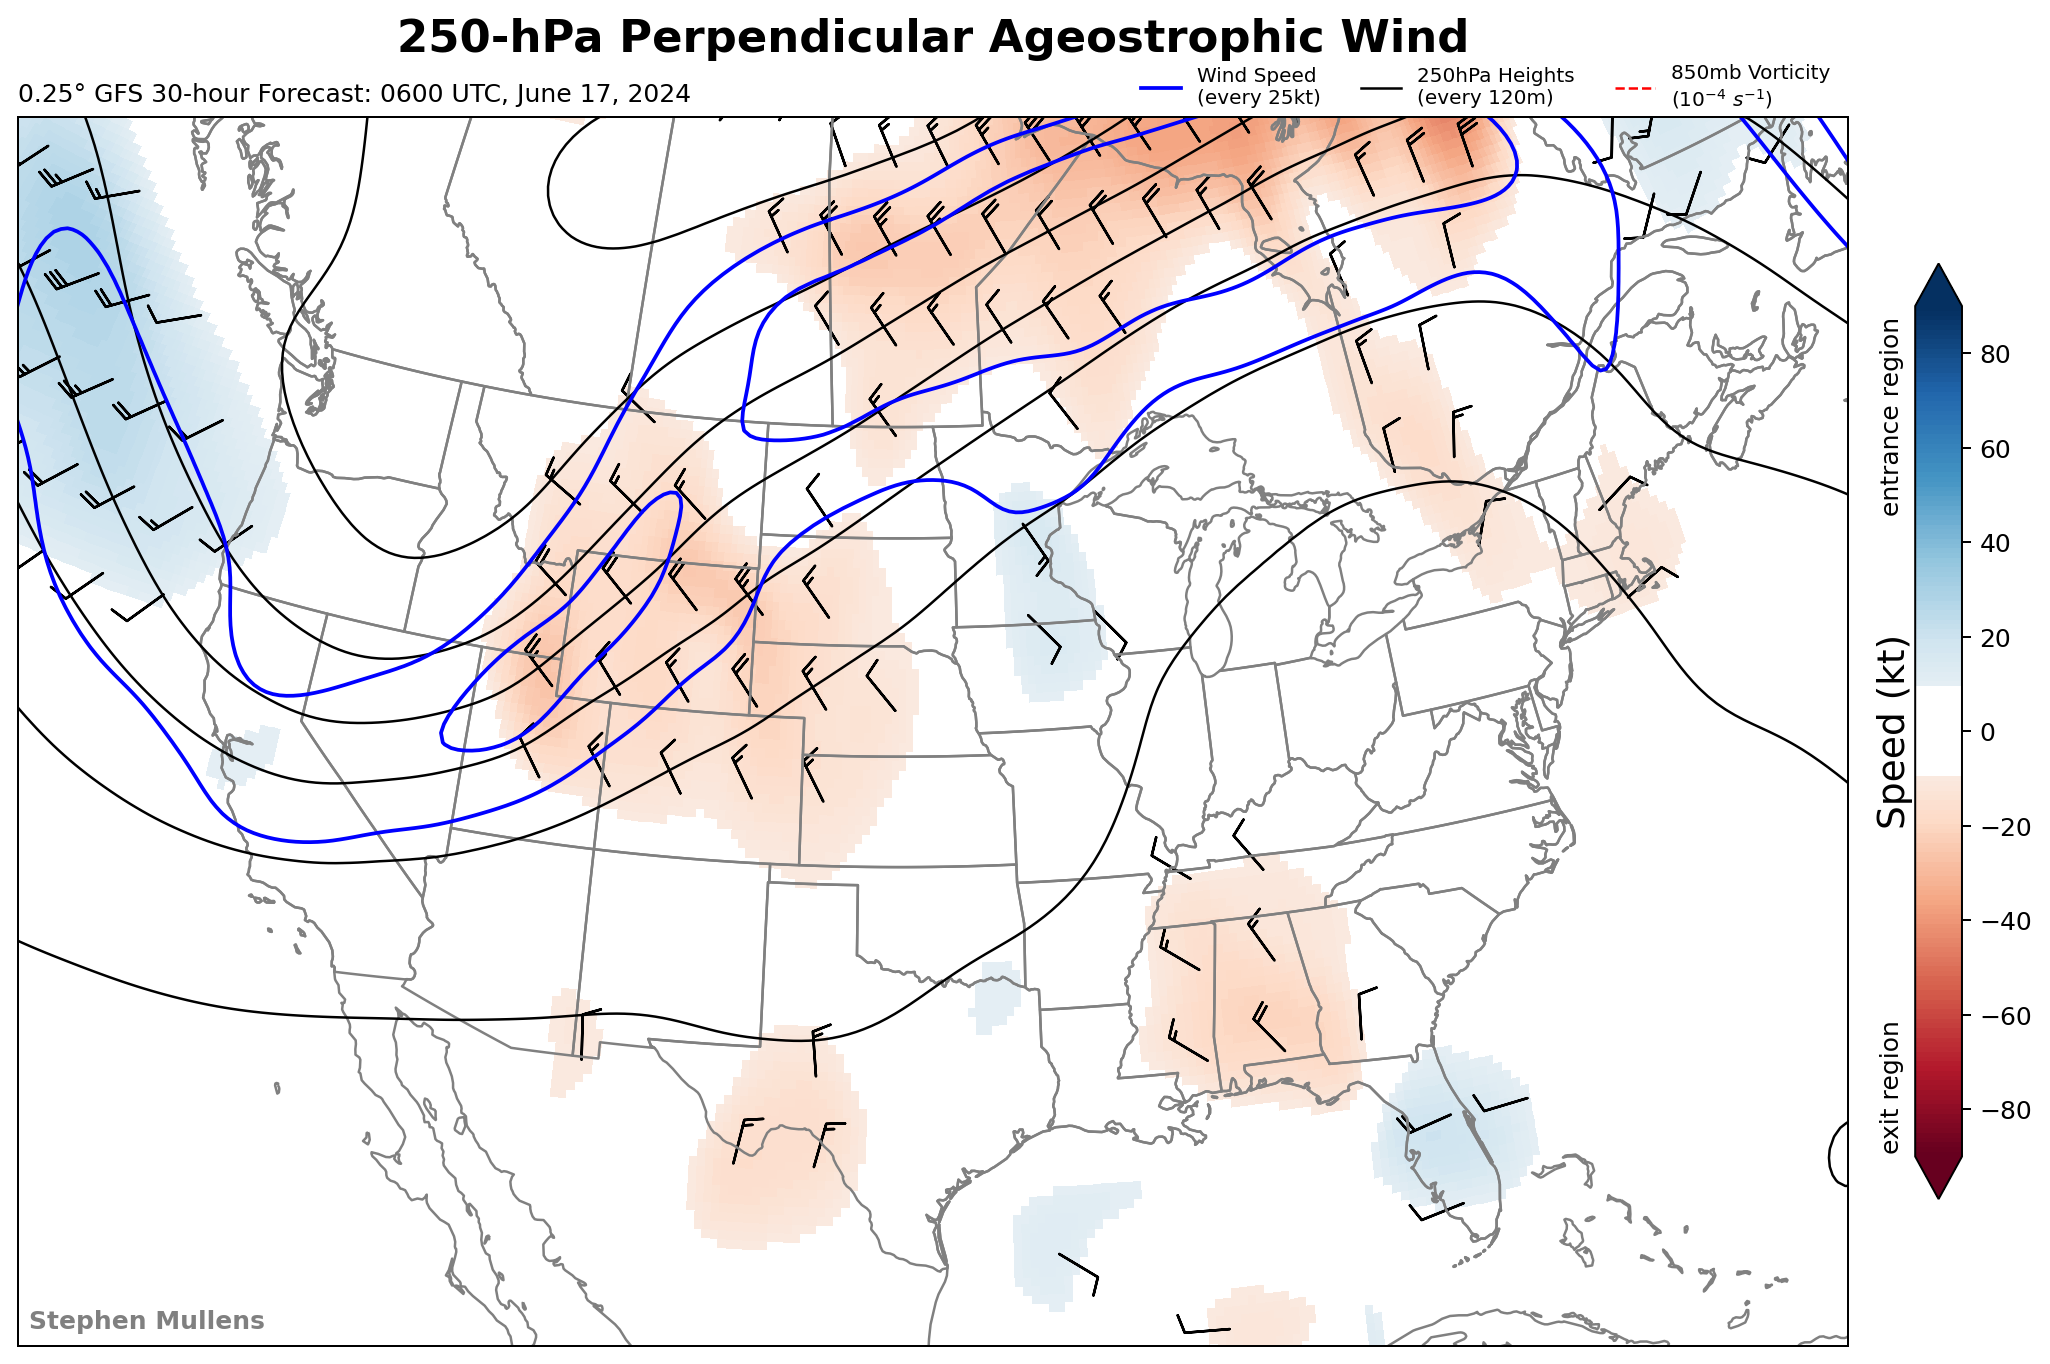 250-hPa Perpendicular Ageostrophic Wind
0.25° GFS 30-hour Forecast: 0600 UTC, June 17, 2024
Wind Speed
(every 25kt)
250hPa Heights
(every 120m)
850mb Vorticity
(10⁻⁴ s⁻¹)
entrance region
Speed (kt)
exit region
80
60
40
20
0
−20
−40
−60
−80
Stephen Mullens